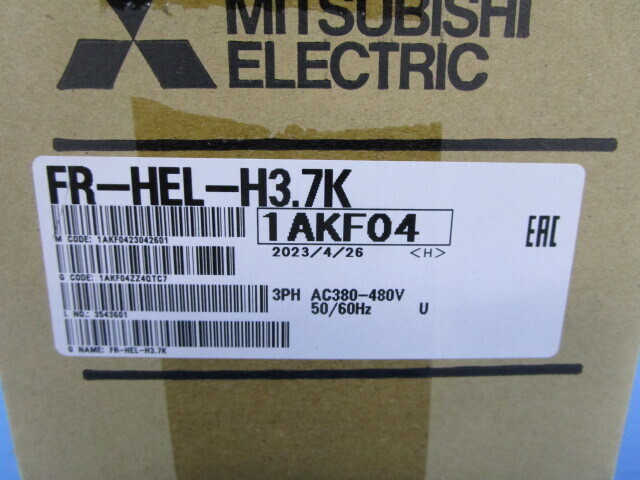 MITSUBISHI
ELECTRIC
FR-HEL-H3.7K
1AKF04
M CODE: 1AKF0423042601
2023/4/26 <H>
EAC
G CODE: 1AKF04ZZ4QTC7
3PH AC380-480V
50/60Hz U
L NO.: 3543601
G NAME: FR-HEL-H3.7K